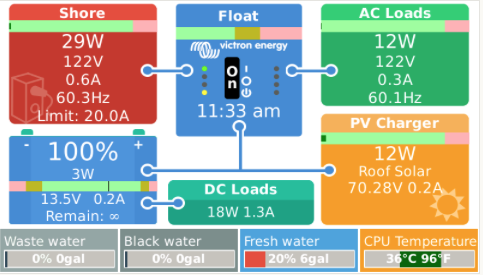 Shore
29W
122V
0.6A
60.3Hz
Limit: 20.0A
Float
victron energy
On
I
O
11:33 am
AC Loads
12W
122V
0.3A
60.1Hz
- +
100%
3W
13.5V 0.2A
Remain: ∞
DC Loads
18W 1.3A
PV Charger
12W
Roof Solar
70.28V 0.2A
Waste water
0% 0gal
Black water
0% 0gal
Fresh water
20% 6gal
CPU Temperature
36°C 96°F